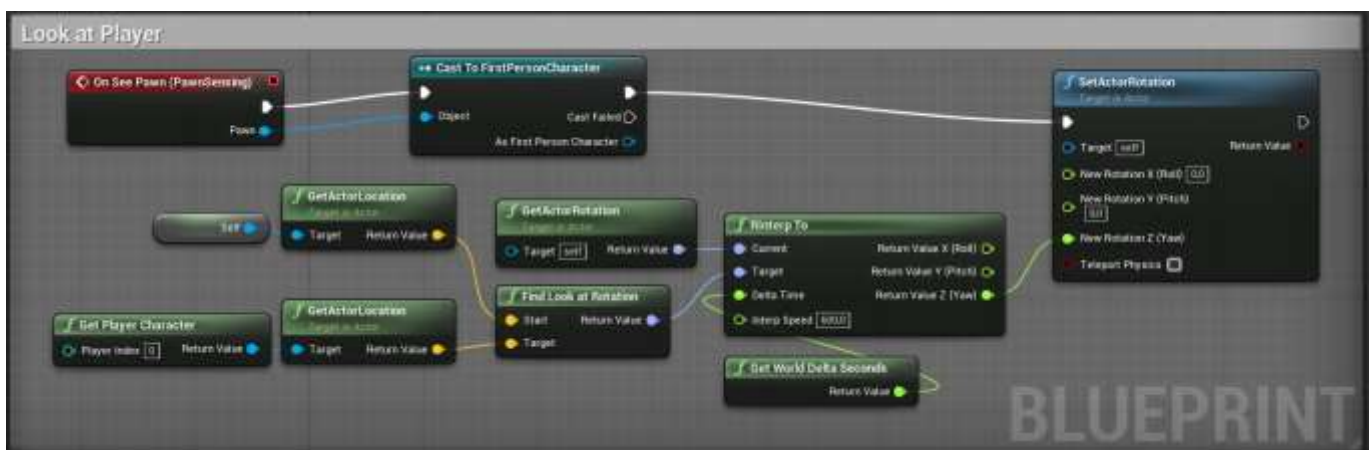 Look at Player
On See Pawn (PawnSensing)
Pawn
Cast To FirstPersonCharacter
Object
Cast Failed
As First Person Character
SetActorRotation
Target is Actor
Target self
Return Value
New Rotation X (Roll) 0,0
New Rotation Y (Pitch)
0,0
New Rotation Z (Yaw)
Teleport Physics
Self
GetActorLocation
Target is Actor
Target Return Value
GetActorRotation
Target is Actor
Target self Return Value
RInterp To
Current Return Value X (Roll)
Target Return Value Y (Pitch)
Delta Time Return Value Z (Yaw)
Interp Speed
Get Player Character
Player Index 0 Return Value
GetActorLocation
Target is Actor
Target Return Value
Find Look at Rotation
Start Return Value
Target
Get World Delta Seconds
Return Value
BLUEPRINT